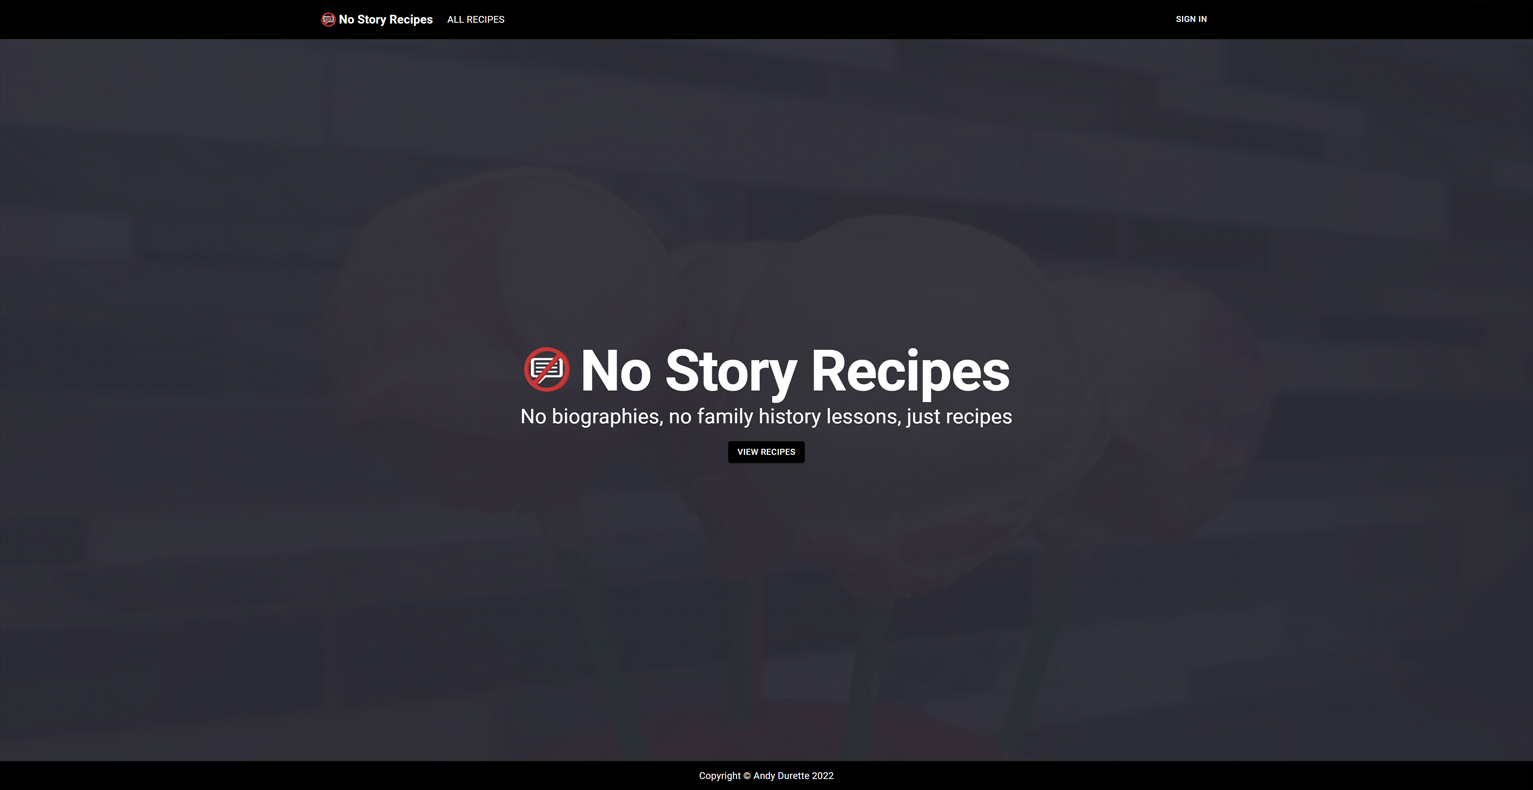 No Story Recipes ALL RECIPES SIGN IN
No Story Recipes
No biographies, no family history lessons, just recipes
VIEW RECIPES
Copyright © Andy Durette 2022